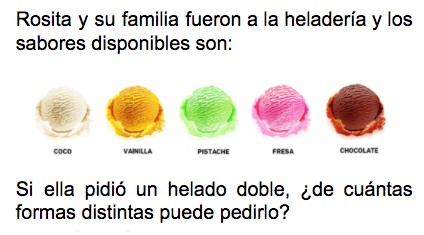 Rosita y su familia fueron a la heladería y los
sabores disponibles son:
COCO VAINILLA PISTACHE FRESA CHOCOLATE
Si ella pidió un helado doble, ¿de cuántas
formas distintas puede pedirlo?